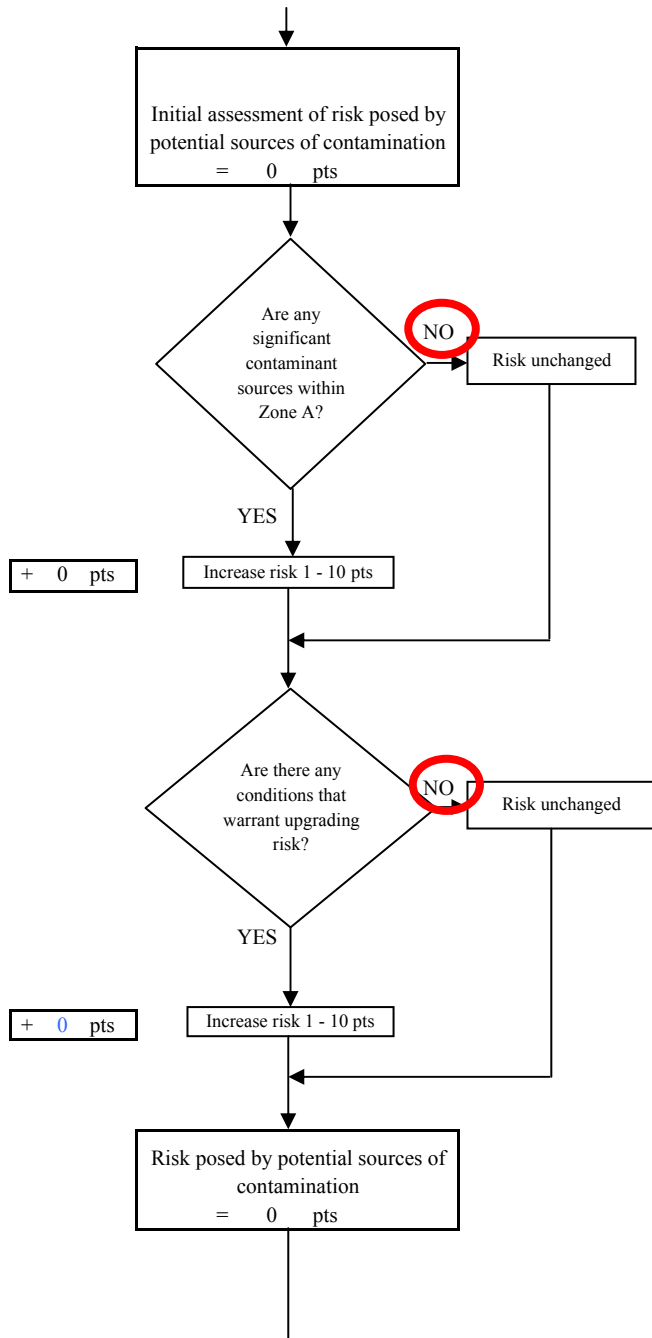 Initial assessment of risk posed by
potential sources of contamination
= 0 pts
Are any
significant
contaminant
sources within
Zone A?
NO
Risk unchanged
YES
+ 0 pts
Increase risk 1 - 10 pts
Are there any
conditions that
warrant upgrading
risk?
NO
Risk unchanged
YES
+ 0 pts
Increase risk 1 - 10 pts
Risk posed by potential sources of
contamination
= 0 pts